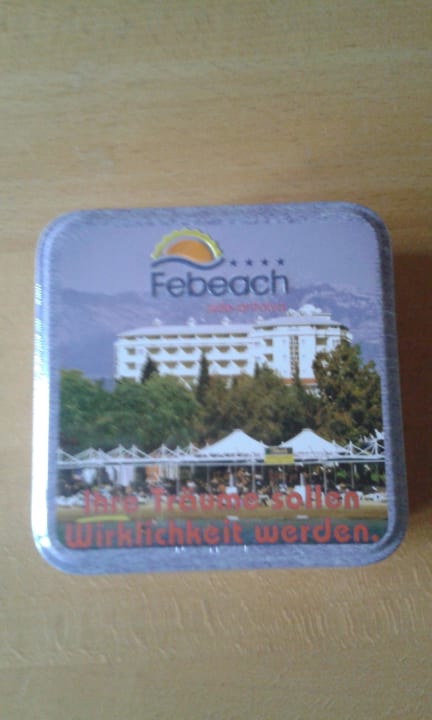 Febeach
Ihre Träume sollen
Wirklichkeit werden.